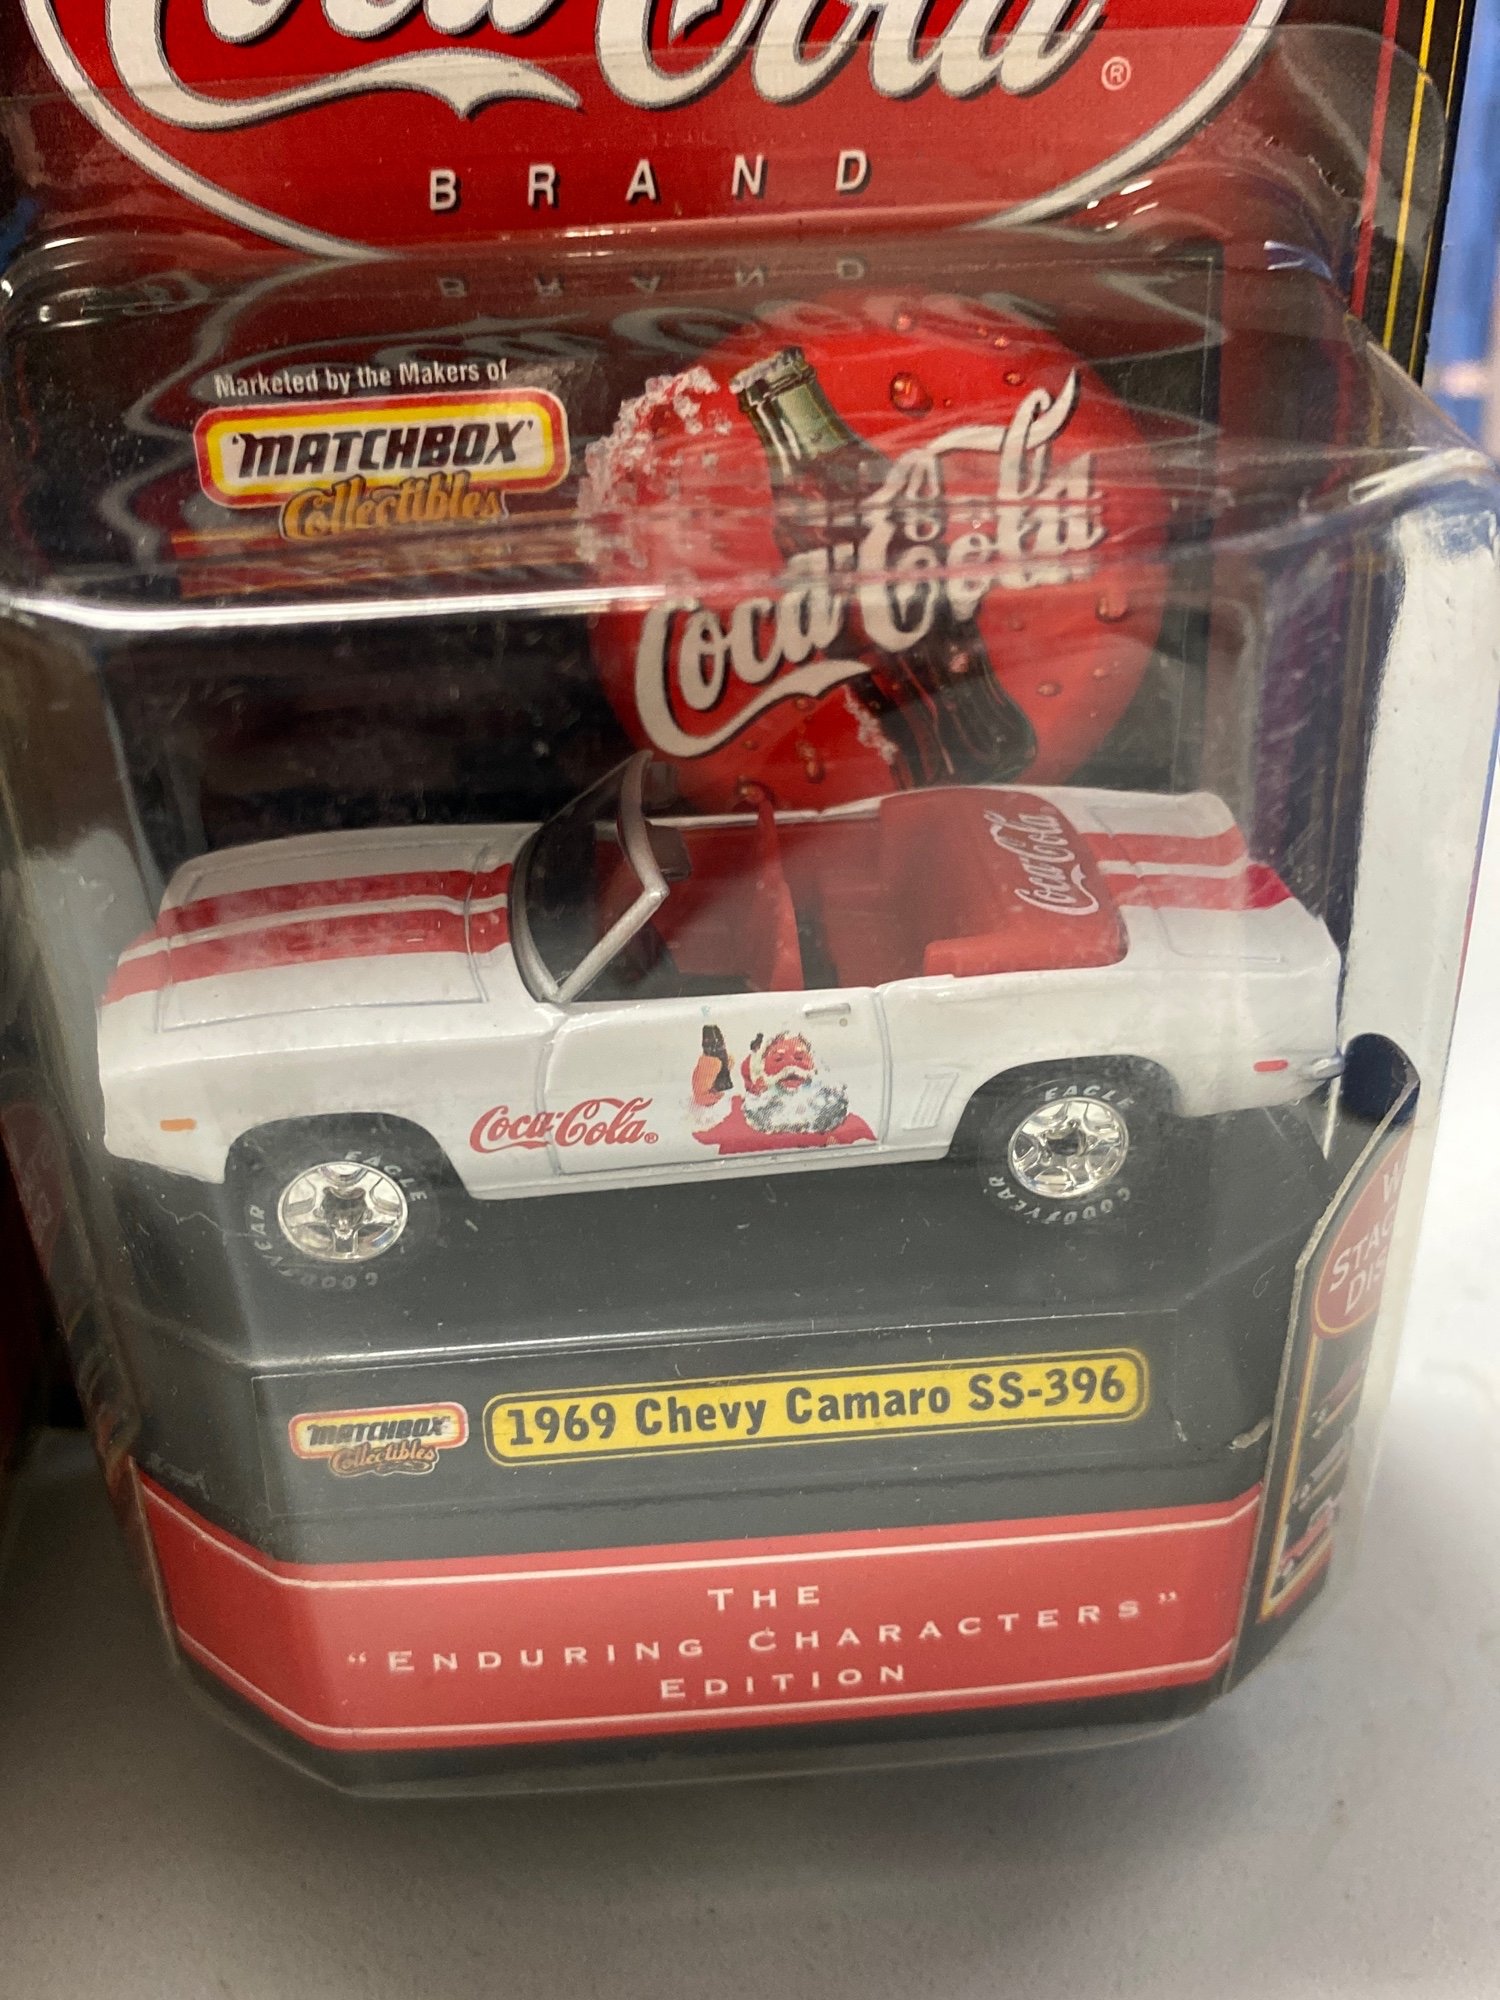 Coca-Cola ®
BRAND
Marketed by the Makers of
MATCHBOX
Collectibles
Coca-Cola
Coca-Cola
Coca-Cola®
EAGLE
GOODYEAR
EAGLE
GOODYEAR
MATCHBOX
Collectibles
1969 Chevy Camaro SS-396
THE
“ENDURING CHARACTERS”
EDITION